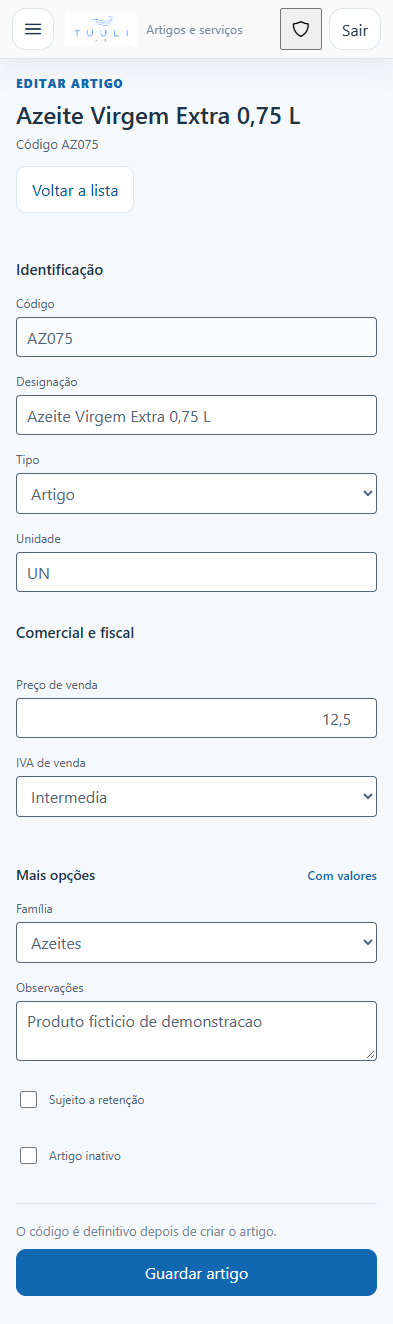 TUULI
Artigos e serviços
Sair
EDITAR ARTIGO
Azeite Virgem Extra 0,75 L
Código AZ075
Voltar a lista
Identificação
Código
AZ075
Designação
Azeite Virgem Extra 0,75 L
Tipo
Artigo
Unidade
UN
Comercial e fiscal
Preço de venda
12,5
IVA de venda
Intermedia
Mais opções
Com valores
Família
Azeites
Observações
Produto ficticio de demonstracao
Sujeito a retenção
Artigo inativo
O código é definitivo depois de criar o artigo.
Guardar artigo